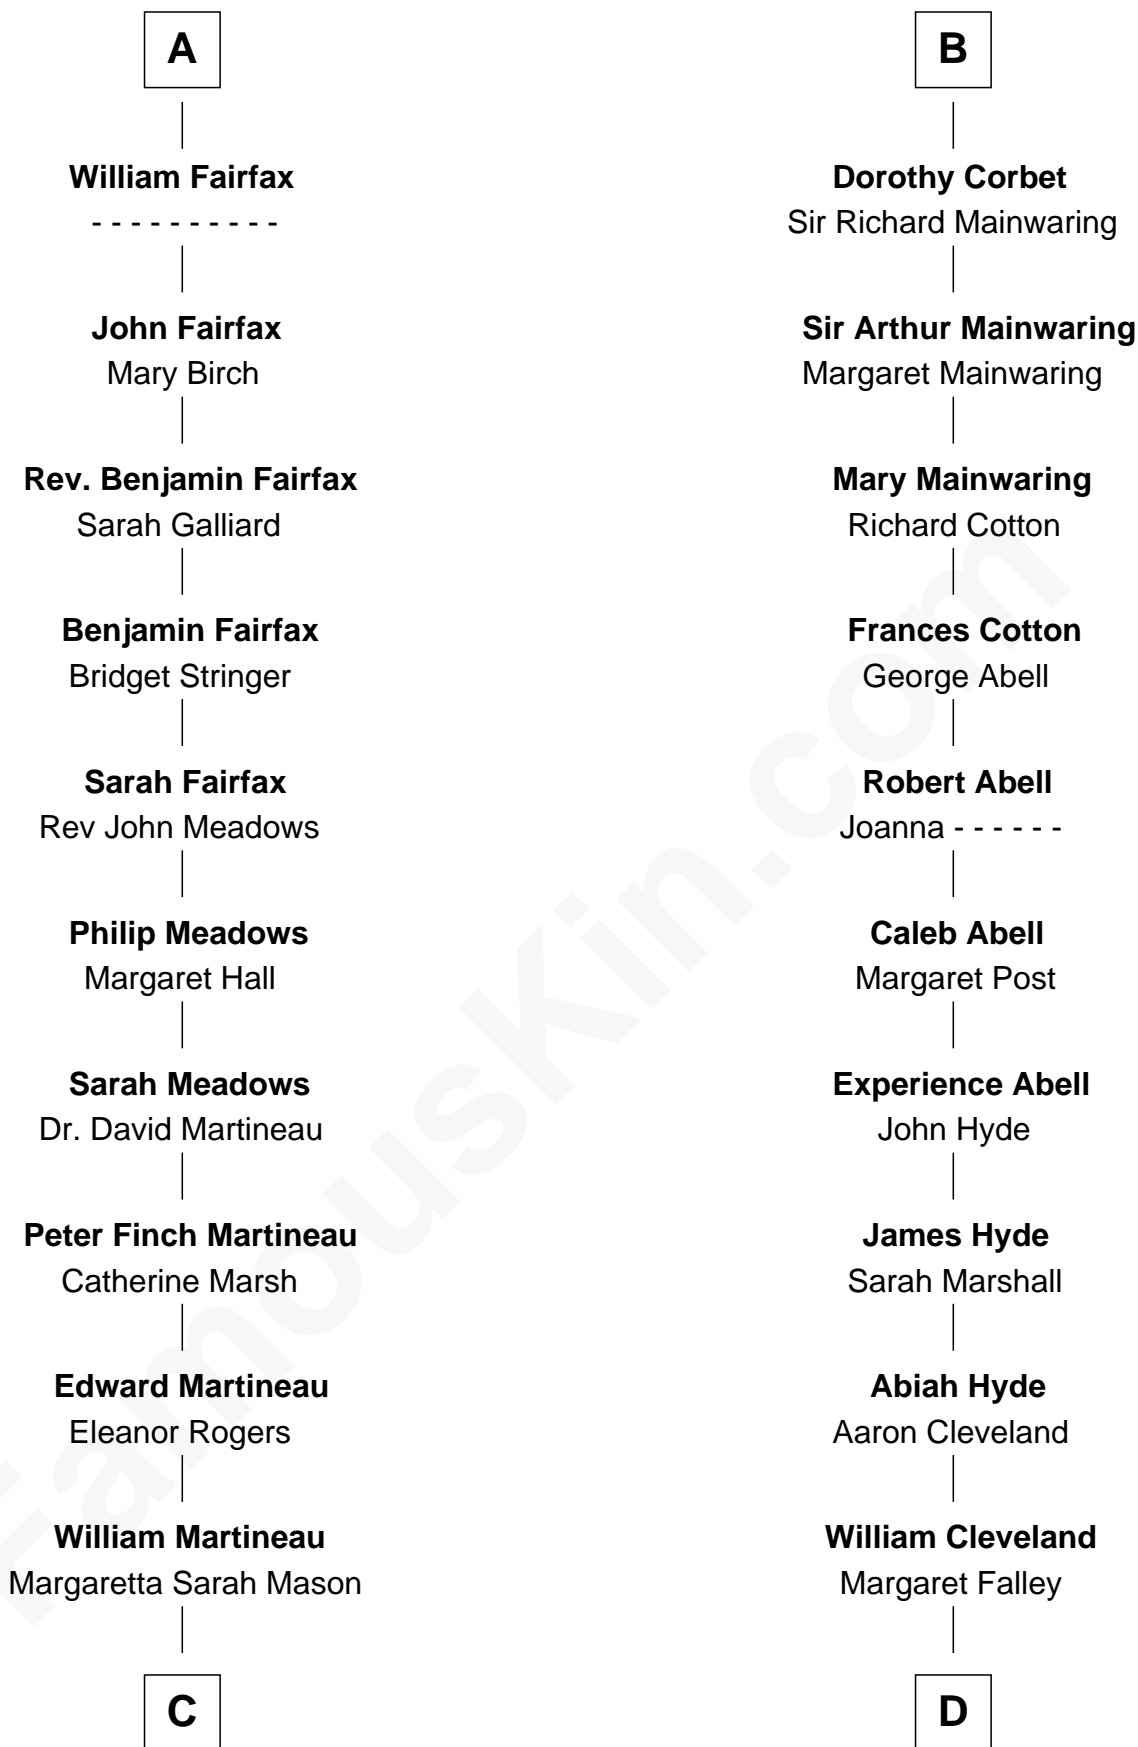 A
William Fairfax
- - - - - - - - - -
John Fairfax
Mary Birch
Rev. Benjamin Fairfax
Sarah Galliard
Benjamin Fairfax
Bridget Stringer
Sarah Fairfax
Rev John Meadows
Philip Meadows
Margaret Hall
Sarah Meadows
Dr. David Martineau
Peter Finch Martineau
Catherine Marsh
Edward Martineau
Eleanor Rogers
William Martineau
Margaretta Sarah Mason
C
B
Dorothy Corbet
Sir Richard Mainwaring
Sir Arthur Mainwaring
Margaret Mainwaring
Mary Mainwaring
Richard Cotton
Frances Cotton
George Abell
Robert Abell
Joanna - - - - - -
Caleb Abell
Margaret Post
Experience Abell
John Hyde
James Hyde
Sarah Marshall
Abiah Hyde
Aaron Cleveland
William Cleveland
Margaret Falley
D
FamousKin.com